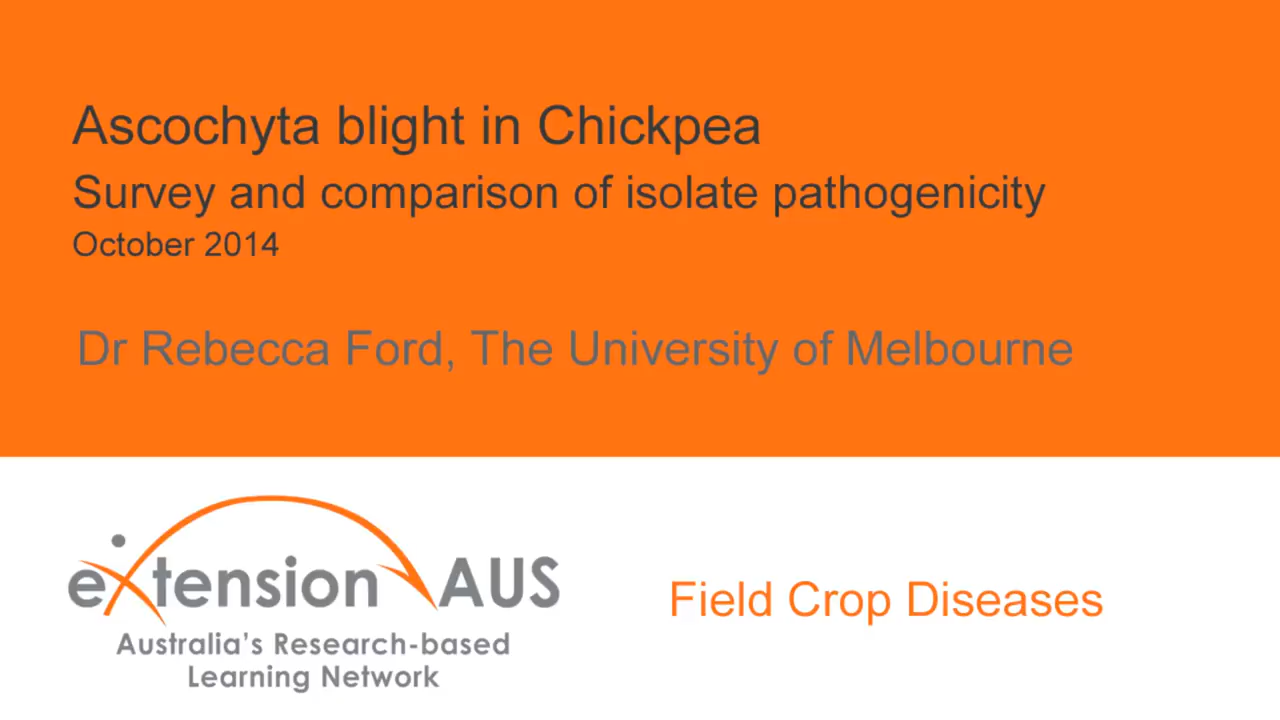 Ascochyta blight in Chickpea
Survey and comparison of isolate pathogenicity
October 2014
Dr Rebecca Ford, The University of Melbourne
extension AUS
Australia's Research-based
Learning Network
Field Crop Diseases